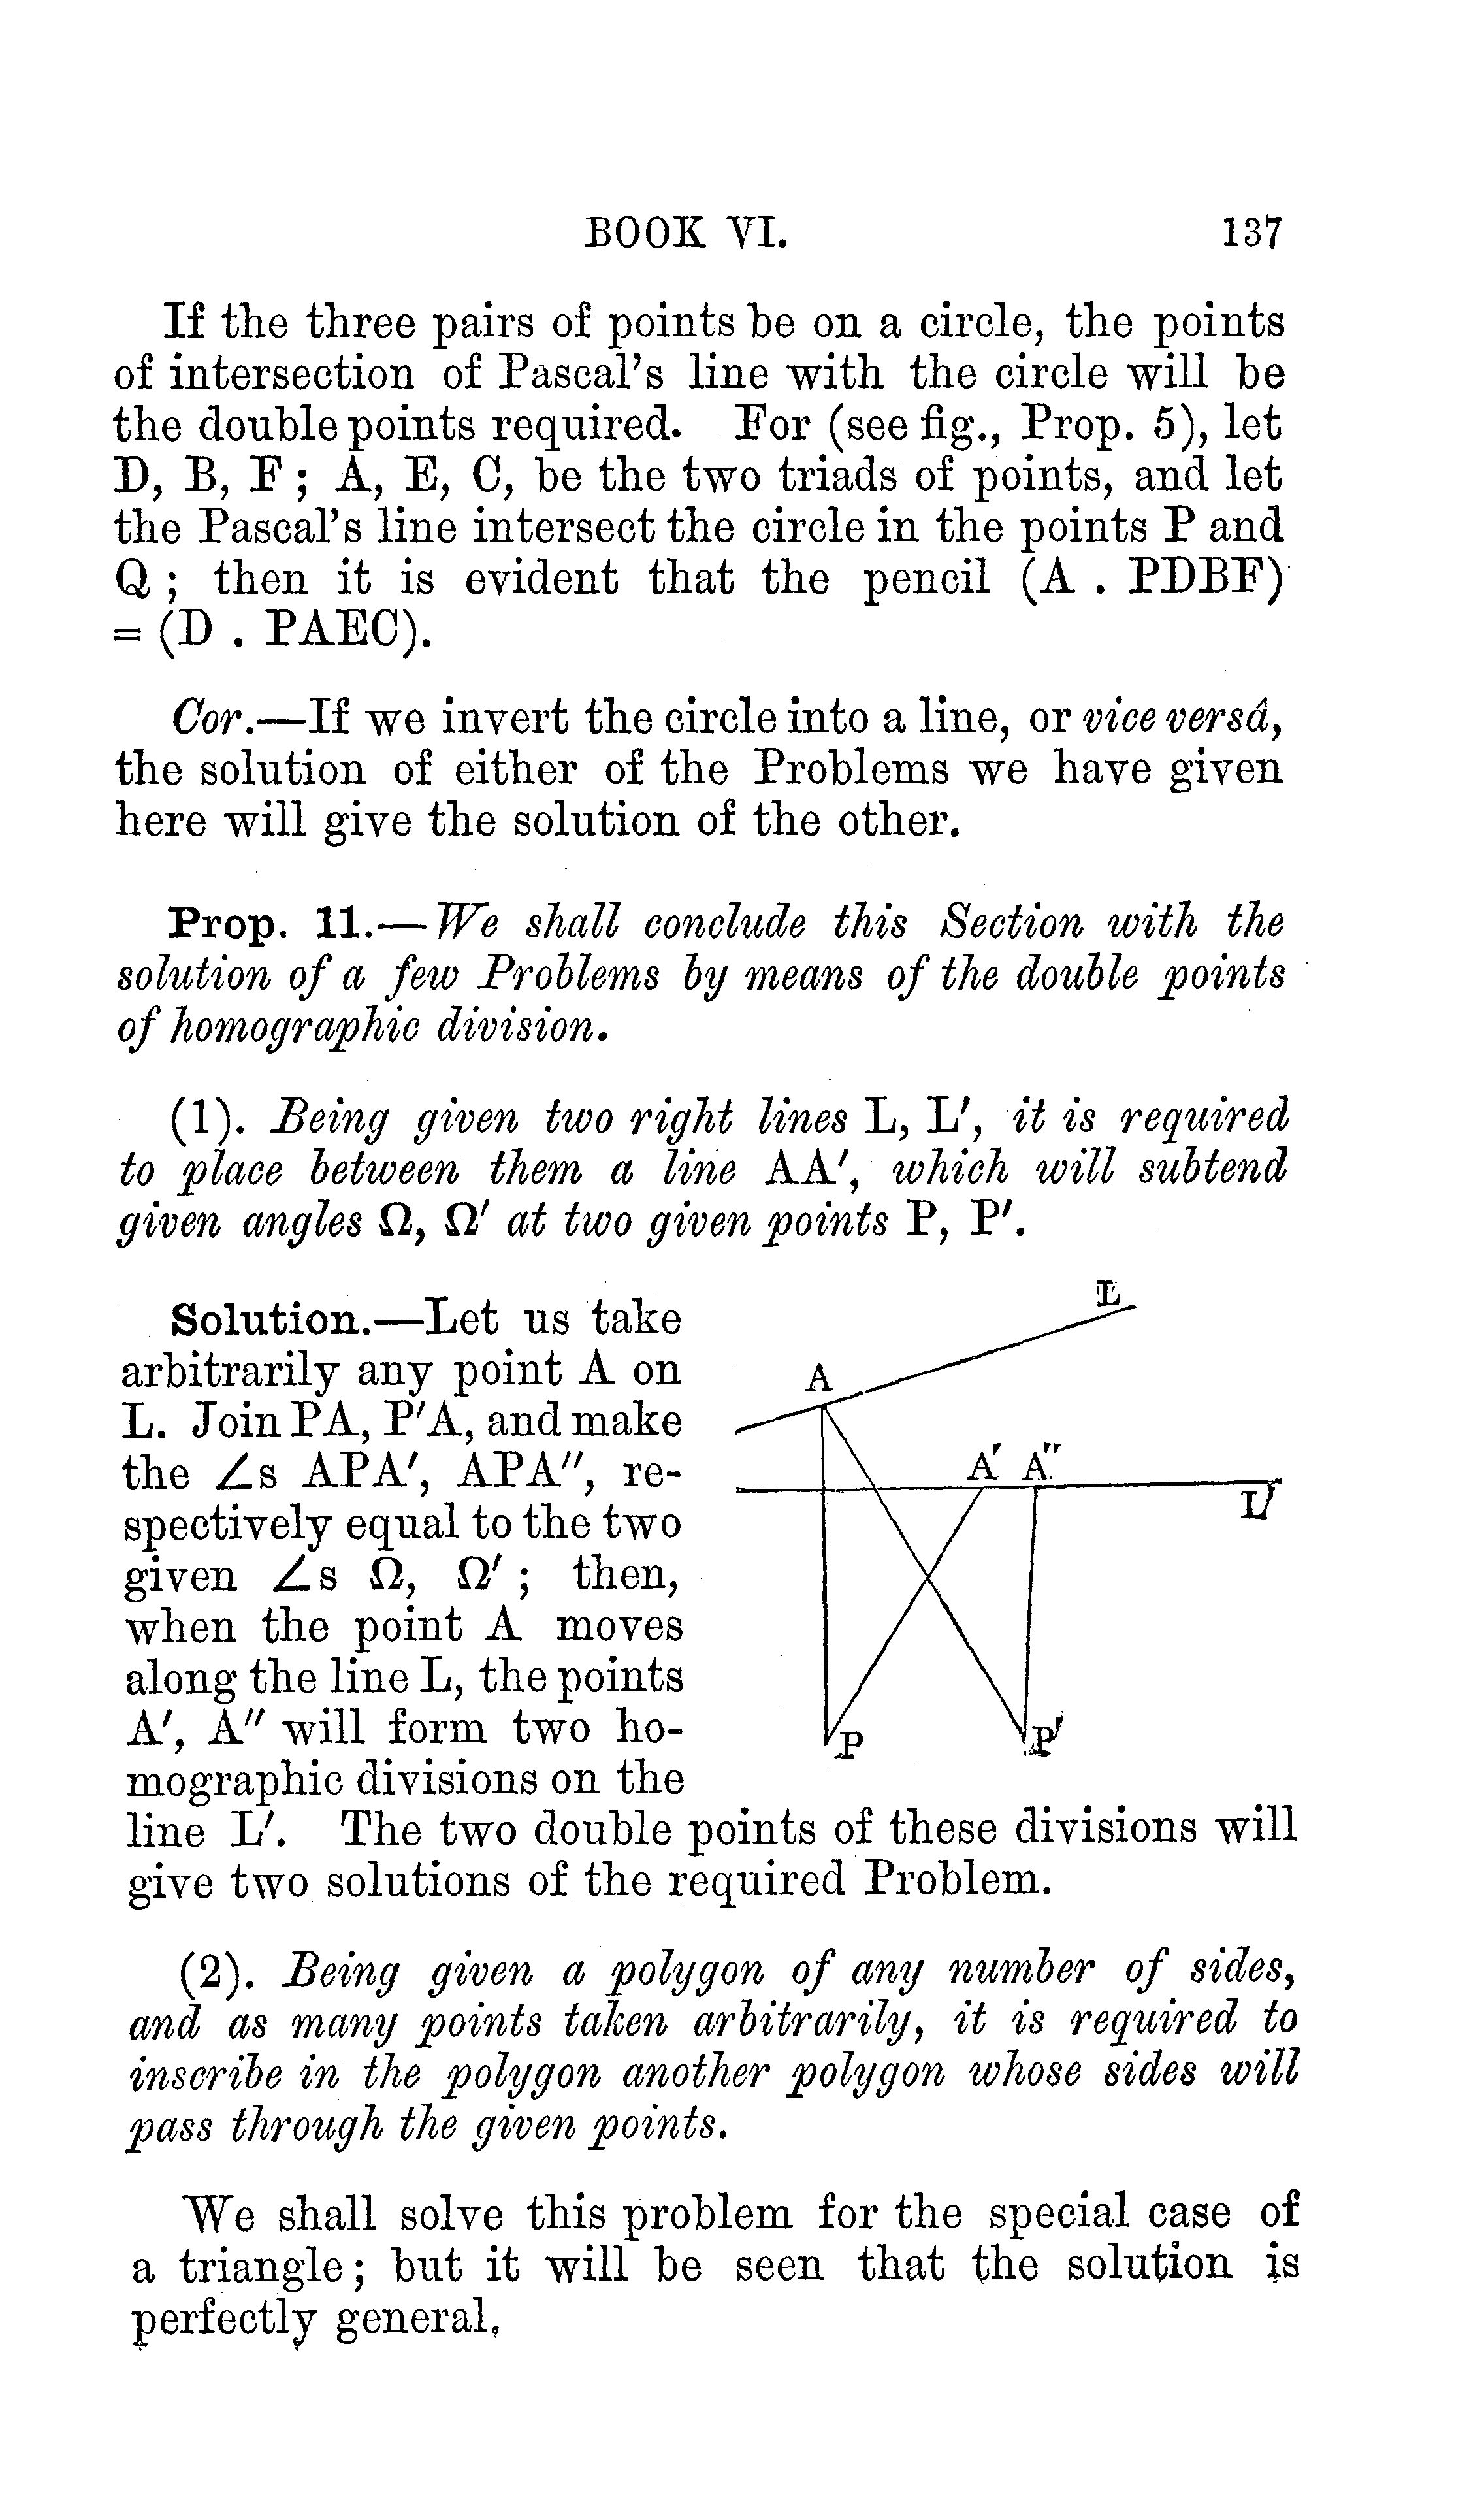 BOOK VI. 137
If the three pairs of points be on a circle, the points
of intersection of Pascal's line with the circle will be
the double points required. For (see fig., Prop. 5), let
D, B, F ; A, E, C, be the two triads of points, and let
the Pascal's line intersect the circle in the points P and
Q ; then it is evident that the pencil (A . PDBF)
= (D . PAEC).
Cor.—If we invert the circle into a line, or vice versâ,
the solution of either of the Problems we have given
here will give the solution of the other.
Prop. 11.—We shall conclude this Section with the
solution of a few Problems by means of the double points
of homographic division.
(1). Being given two right lines L, L′, it is required
to place between them a line AA′, which will subtend
given angles Ω, Ω′ at two given points P, P′.
Solution.—Let us take
arbitrarily any point A on
L. Join PA, P′A, and make
the ∠s APA′, APA″, re-
spectively equal to the two
given ∠s Ω, Ω′ ; then,
when the point A moves
along the line L, the points
A′, A″ will form two ho-
mographic divisions on the
line L′. The two double points of these divisions will
give two solutions of the required Problem.
L
A
A′ A″
L′
P P′
(2). Being given a polygon of any number of sides,
and as many points taken arbitrarily, it is required to
inscribe in the polygon another polygon whose sides will
pass through the given points.
We shall solve this problem for the special case of
a triangle; but it will be seen that the solution is
perfectly general.